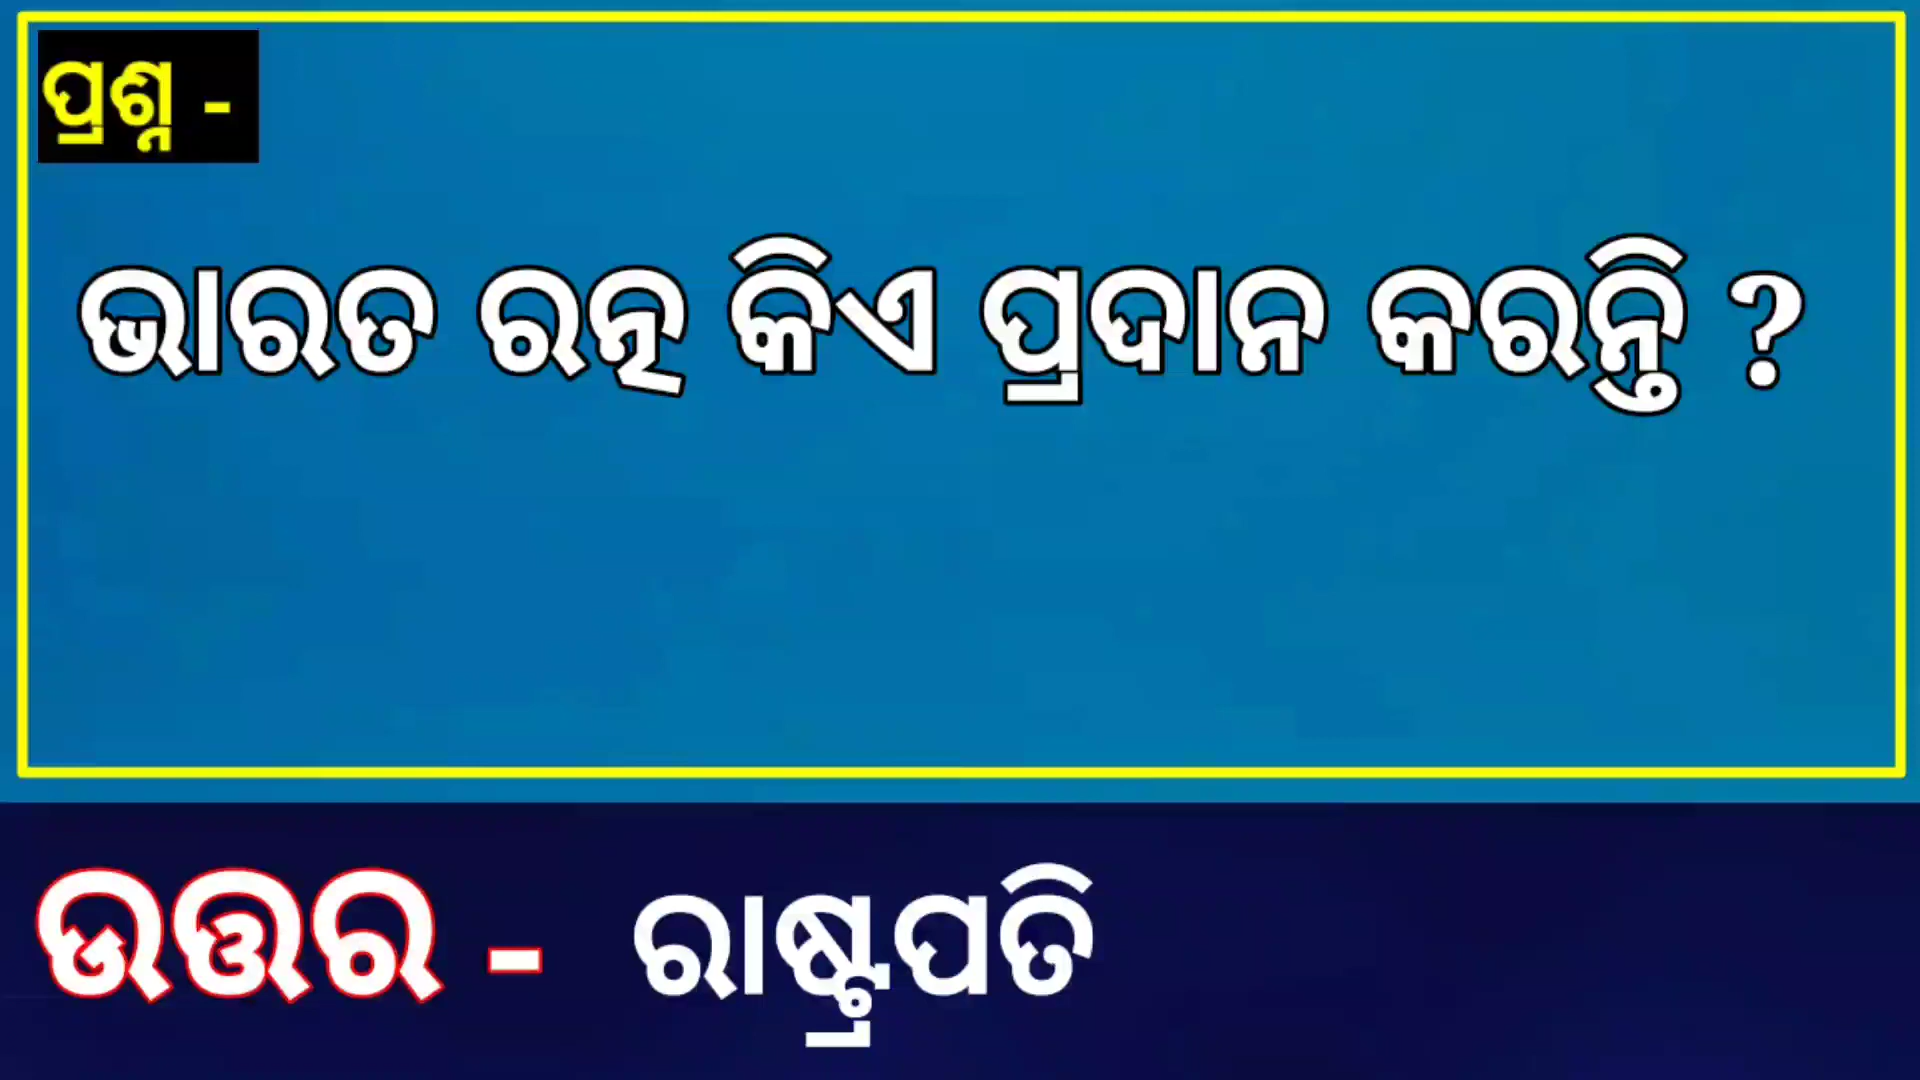 ପ୍ରଶ୍ନ -
ଭାରତ ରତ୍ନ କିଏ ପ୍ରଦାନ କରନ୍ତି ?
ଉତ୍ତର - ରାଷ୍ଟ୍ରପତି